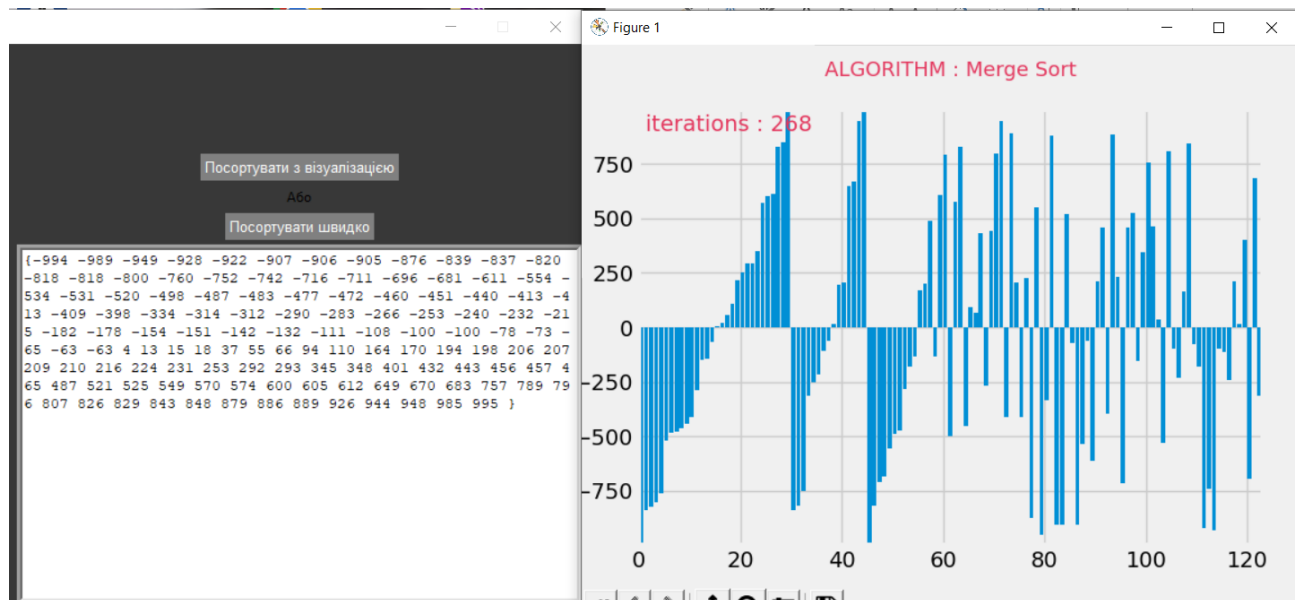 Figure 1
Посортувати з візуалізацією
Або
Посортувати швидко
{-994 -989 -949 -928 -922 -907 -906 -905 -876 -839 -837 -820
-818 -818 -800 -760 -752 -742 -716 -711 -696 -681 -611 -554 -
534 -531 -520 -498 -487 -483 -477 -472 -460 -451 -440 -413 -4
13 -409 -398 -334 -314 -312 -290 -283 -266 -253 -240 -232 -21
5 -182 -178 -154 -151 -142 -132 -111 -108 -100 -100 -78 -73 -
65 -63 -63 4 13 15 18 37 55 66 94 110 164 170 194 198 206 207
209 210 216 224 231 253 292 293 345 348 401 432 443 456 457 4
65 487 521 525 549 570 574 600 605 612 649 670 683 757 789 79
6 807 826 829 843 848 879 886 889 926 944 948 985 995 }
ALGORITHM : Merge Sort
iterations : 268
750
500
250
0
-250
-500
-750
0 20 40 60 80 100 120